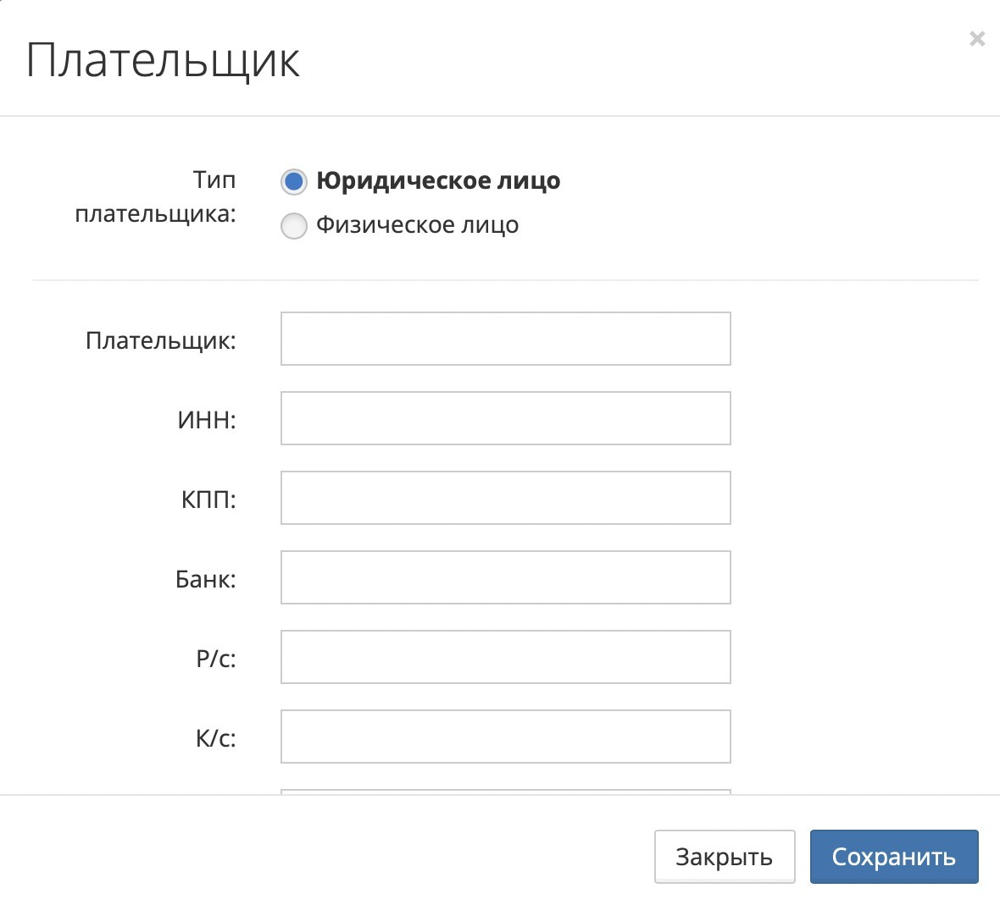 Плательщик
×
Тип
плательщика:
Юридическое лицо
Физическое лицо
Плательщик:
ИНН:
КПП:
Банк:
Р/с:
К/с:
Закрыть
Сохранить